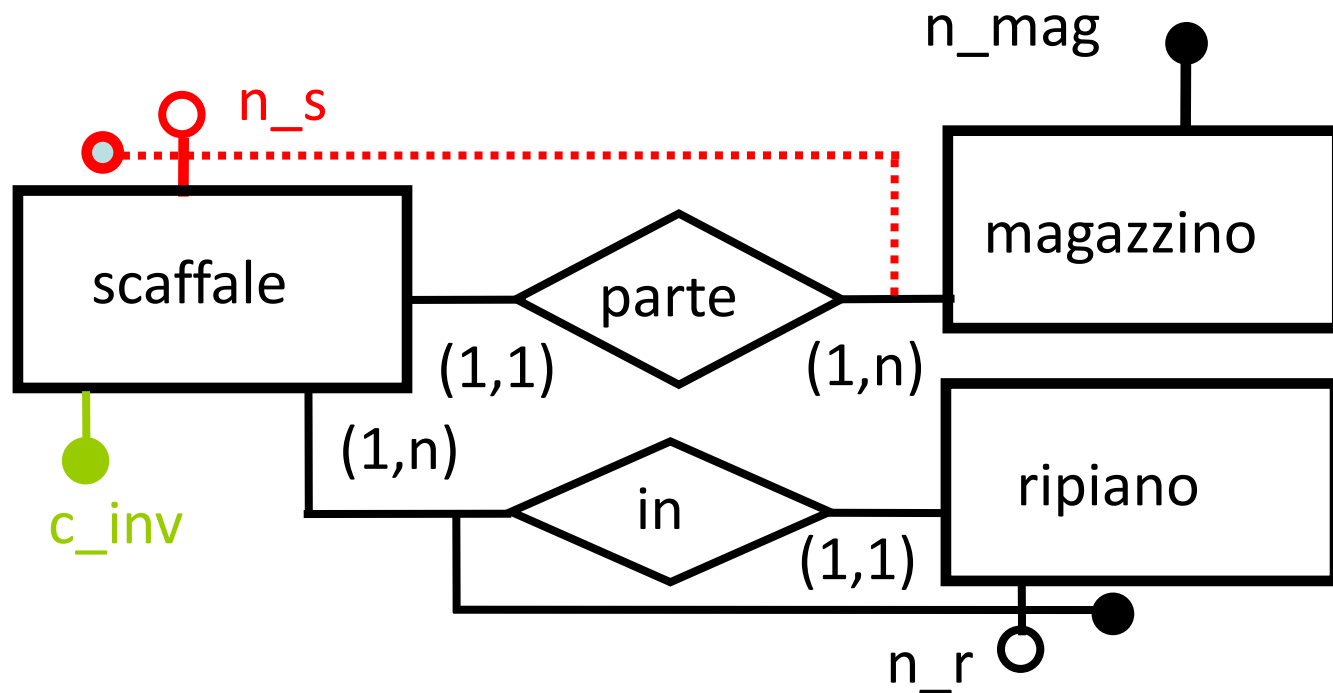 n_mag
n_s
magazzino
scaffale
parte
(1,1)
(1,n)
(1,n)
ripiano
in
c_inv
(1,1)
n_r